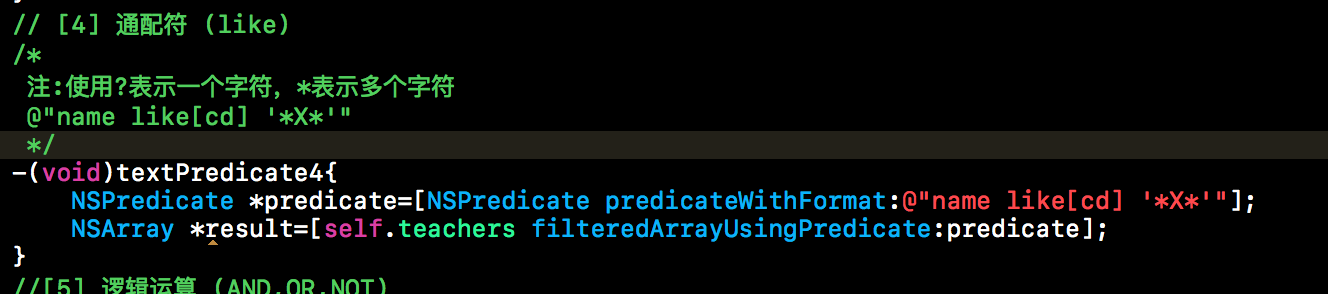 // [4] 通配符 (like)
/*
注:使用?表示一个字符，*表示多个字符
@"name like[cd] '*X*'"
*/
-(void)textPredicate4{
NSPredicate *predicate=[NSPredicate predicateWithFormat:@"name like[cd] '*X*'"];
NSArray *result=[self.teachers filteredArrayUsingPredicate:predicate];
}
//[5] 逻辑运算 (AND,OR,NOT)